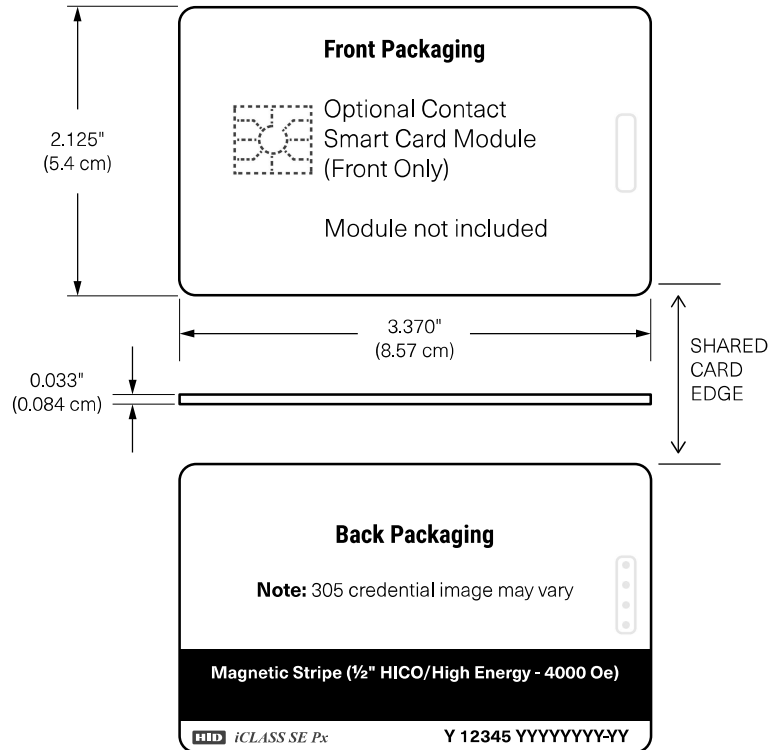 Front Packaging
Optional Contact
Smart Card Module
(Front Only)
Module not included
2.125"
(5.4 cm)
3.370"
(8.57 cm)
SHARED
CARD
EDGE
0.033"
(0.084 cm)
Back Packaging
Note: 305 credential image may vary
Magnetic Stripe (½" HICO/High Energy - 4000 Oe)
HID iCLASS SE Px Y 12345 YYYYYYYY-YY